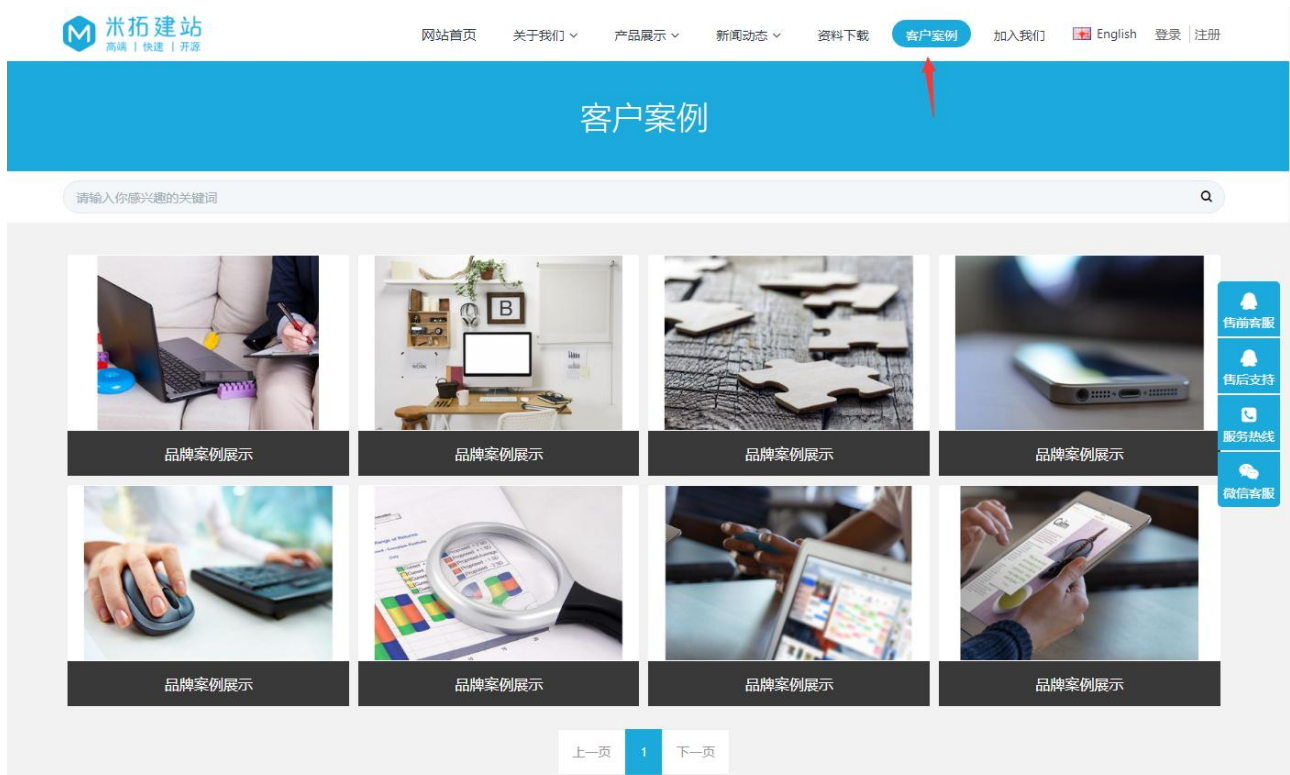 米拓建站
高端 | 快速 | 开源
网站首页 关于我们 产品展示 新闻动态 资料下载 客户案例 加入我们 English 登录 注册
客户案例
请输入你感兴趣的关键词
B
WORK
品牌案例展示 品牌案例展示 品牌案例展示 品牌案例展示
售前客服
售后支持
服务热线
微信客服
Calm
品牌案例展示 品牌案例展示 品牌案例展示 品牌案例展示
上一页 1 下一页